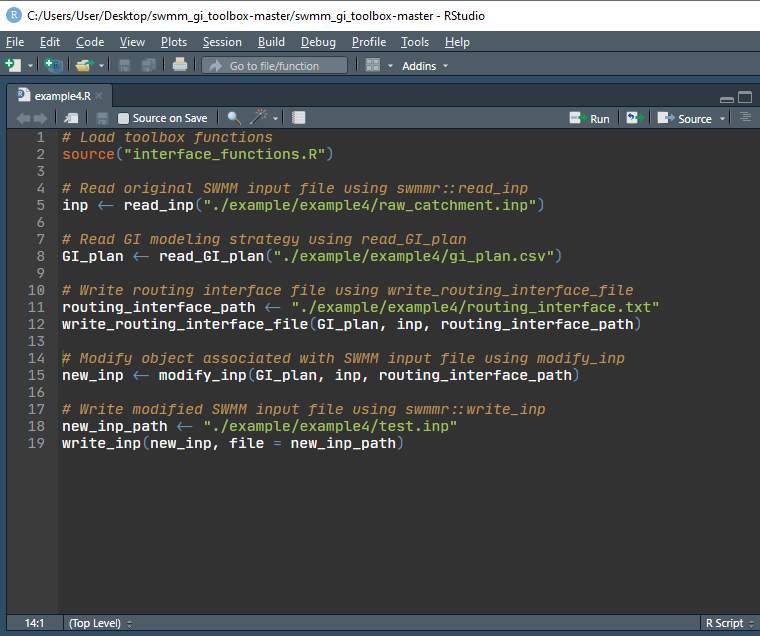 C:/Users/User/Desktop/swmm_gi_toolbox-master/swmm_gi_toolbox-master - RStudio
File Edit Code View Plots Session Build Debug Profile Tools Help
Go to file/function Addins
example4.R
Source on Save Run Source
1 # Load toolbox functions
2 source("interface_functions.R")
3
4 # Read original SWMM input file using swmmr::read_inp
5 inp <- read_inp("./example/example4/raw_catchment.inp")
6
7 # Read GI modeling strategy using read_GI_plan
8 GI_plan <- read_GI_plan("./example/example4/gi_plan.csv")
9
10 # Write routing interface file using write_routing_interface_file
11 routing_interface_path <- "./example/example4/routing_interface.txt"
12 write_routing_interface_file(GI_plan, inp, routing_interface_path)
13
14 # Modify object associated with SWMM input file using modify_inp
15 new_inp <- modify_inp(GI_plan, inp, routing_interface_path)
16
17 # Write modified SWMM input file using swmmr::write_inp
18 new_inp_path <- "./example/example4/test.inp"
19 write_inp(new_inp, file = new_inp_path)
14:1 (Top Level) R Script